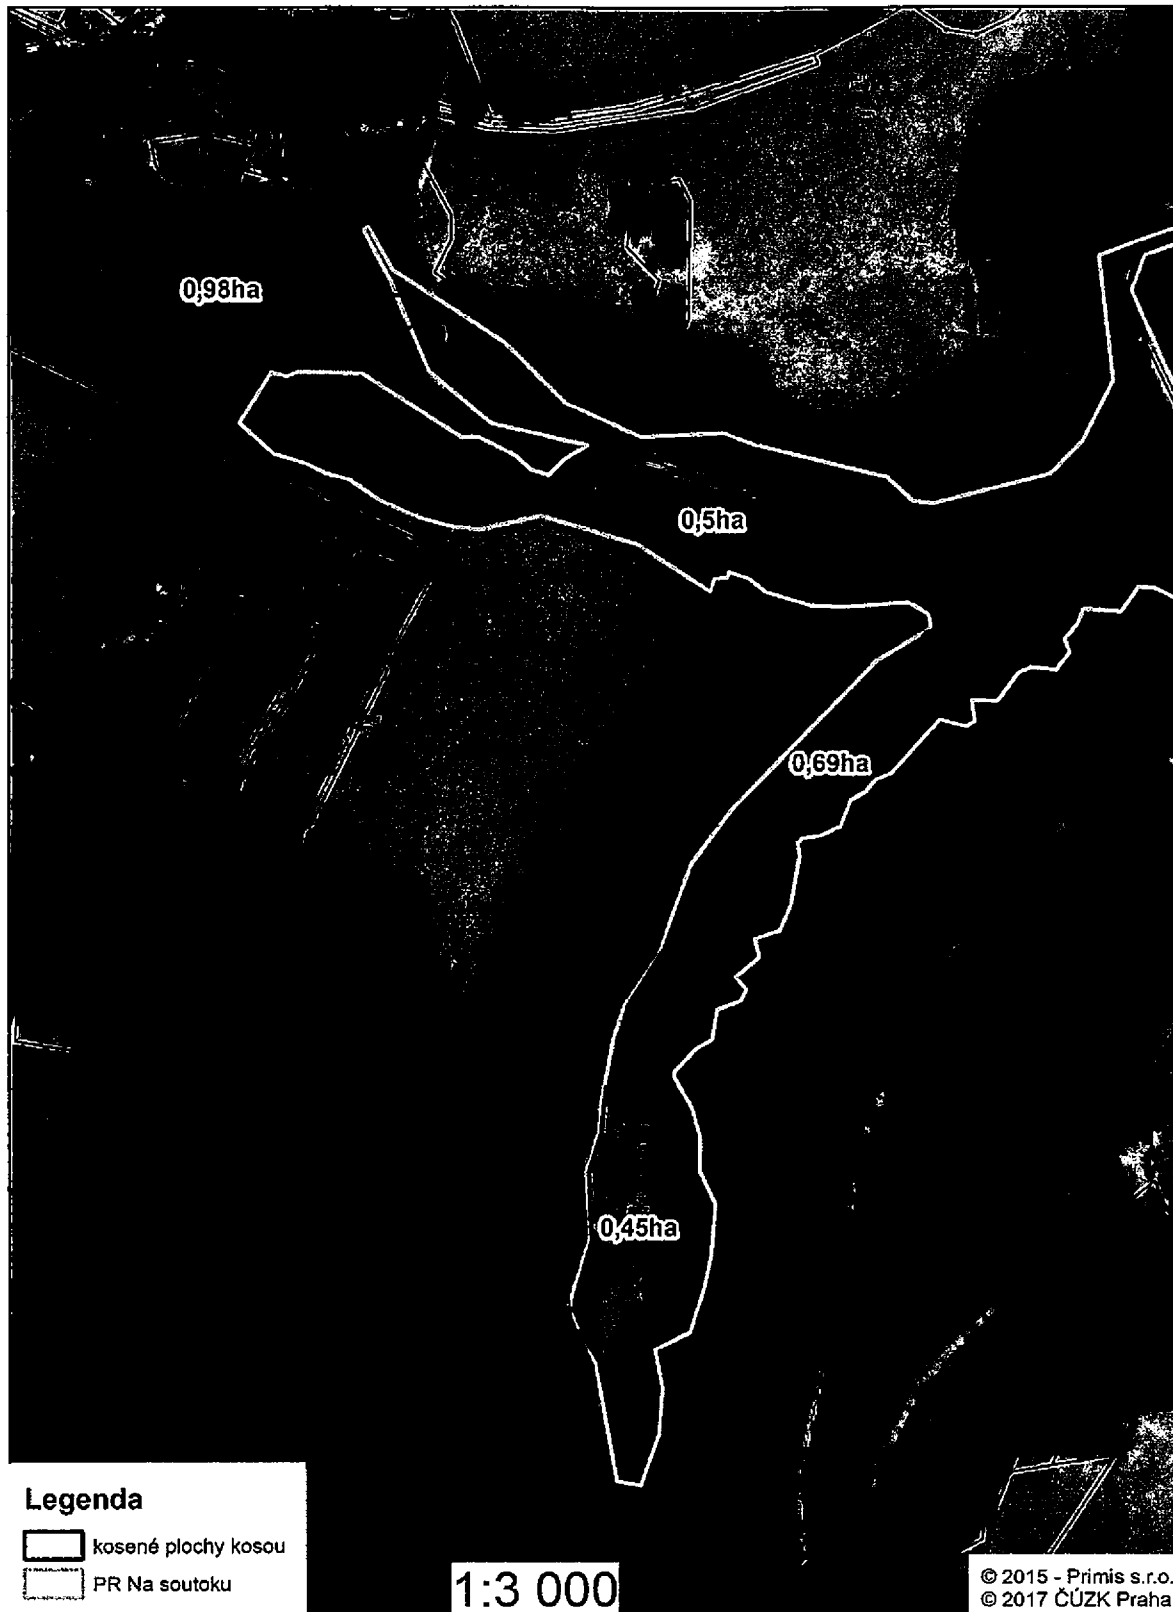 0,98ha
0,5ha
0,69ha
0,45ha
Legenda
kosené plochy kosou
PR Na soutoku
1:3 000
© 2015 - Primis s.r.o.
© 2017 ČÚZK Praha